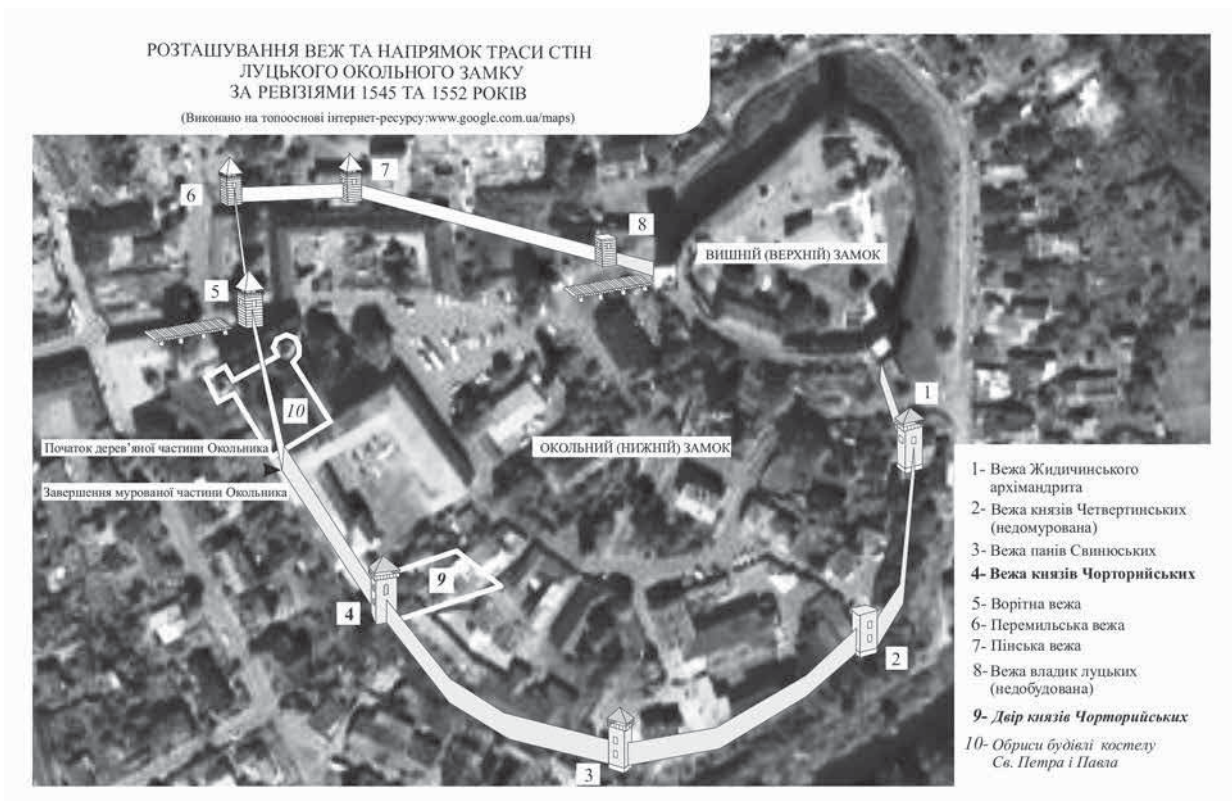 РОЗТАШУВАННЯ ВЕЖ ТА НАПРЯМОК ТРАСИ СТІН
ЛУЦЬКОГО ОКОЛЬНОГО ЗАМКУ
ЗА РЕВІЗІЯМИ 1545 ТА 1552 РОКІВ
(Виконано на топооснові інтернет-ресурсу:www.google.com.ua/maps)
6
7
8
ВИШНІЙ (ВЕРХНІЙ) ЗАМОК
5
1
10
Початок дерев’яної частини Окольника
ОКОЛЬНИЙ (НИЖНІЙ) ЗАМОК
Завершення мурованої частини Окольника
9
4
2
3
1- Вежа Жидичинського
архімандрита
2- Вежа князів Четвертинських
(недомурована)
3- Вежа панів Свинюських
4- Вежа князів Чорторийських
5- Ворітна вежа
6- Перемильська вежа
7- Пінська вежа
8- Вежа владик луцьких
(недобудована)
9- Двір князів Чорторийських
10- Обриси будівлі костелу
Св. Петра і Павла